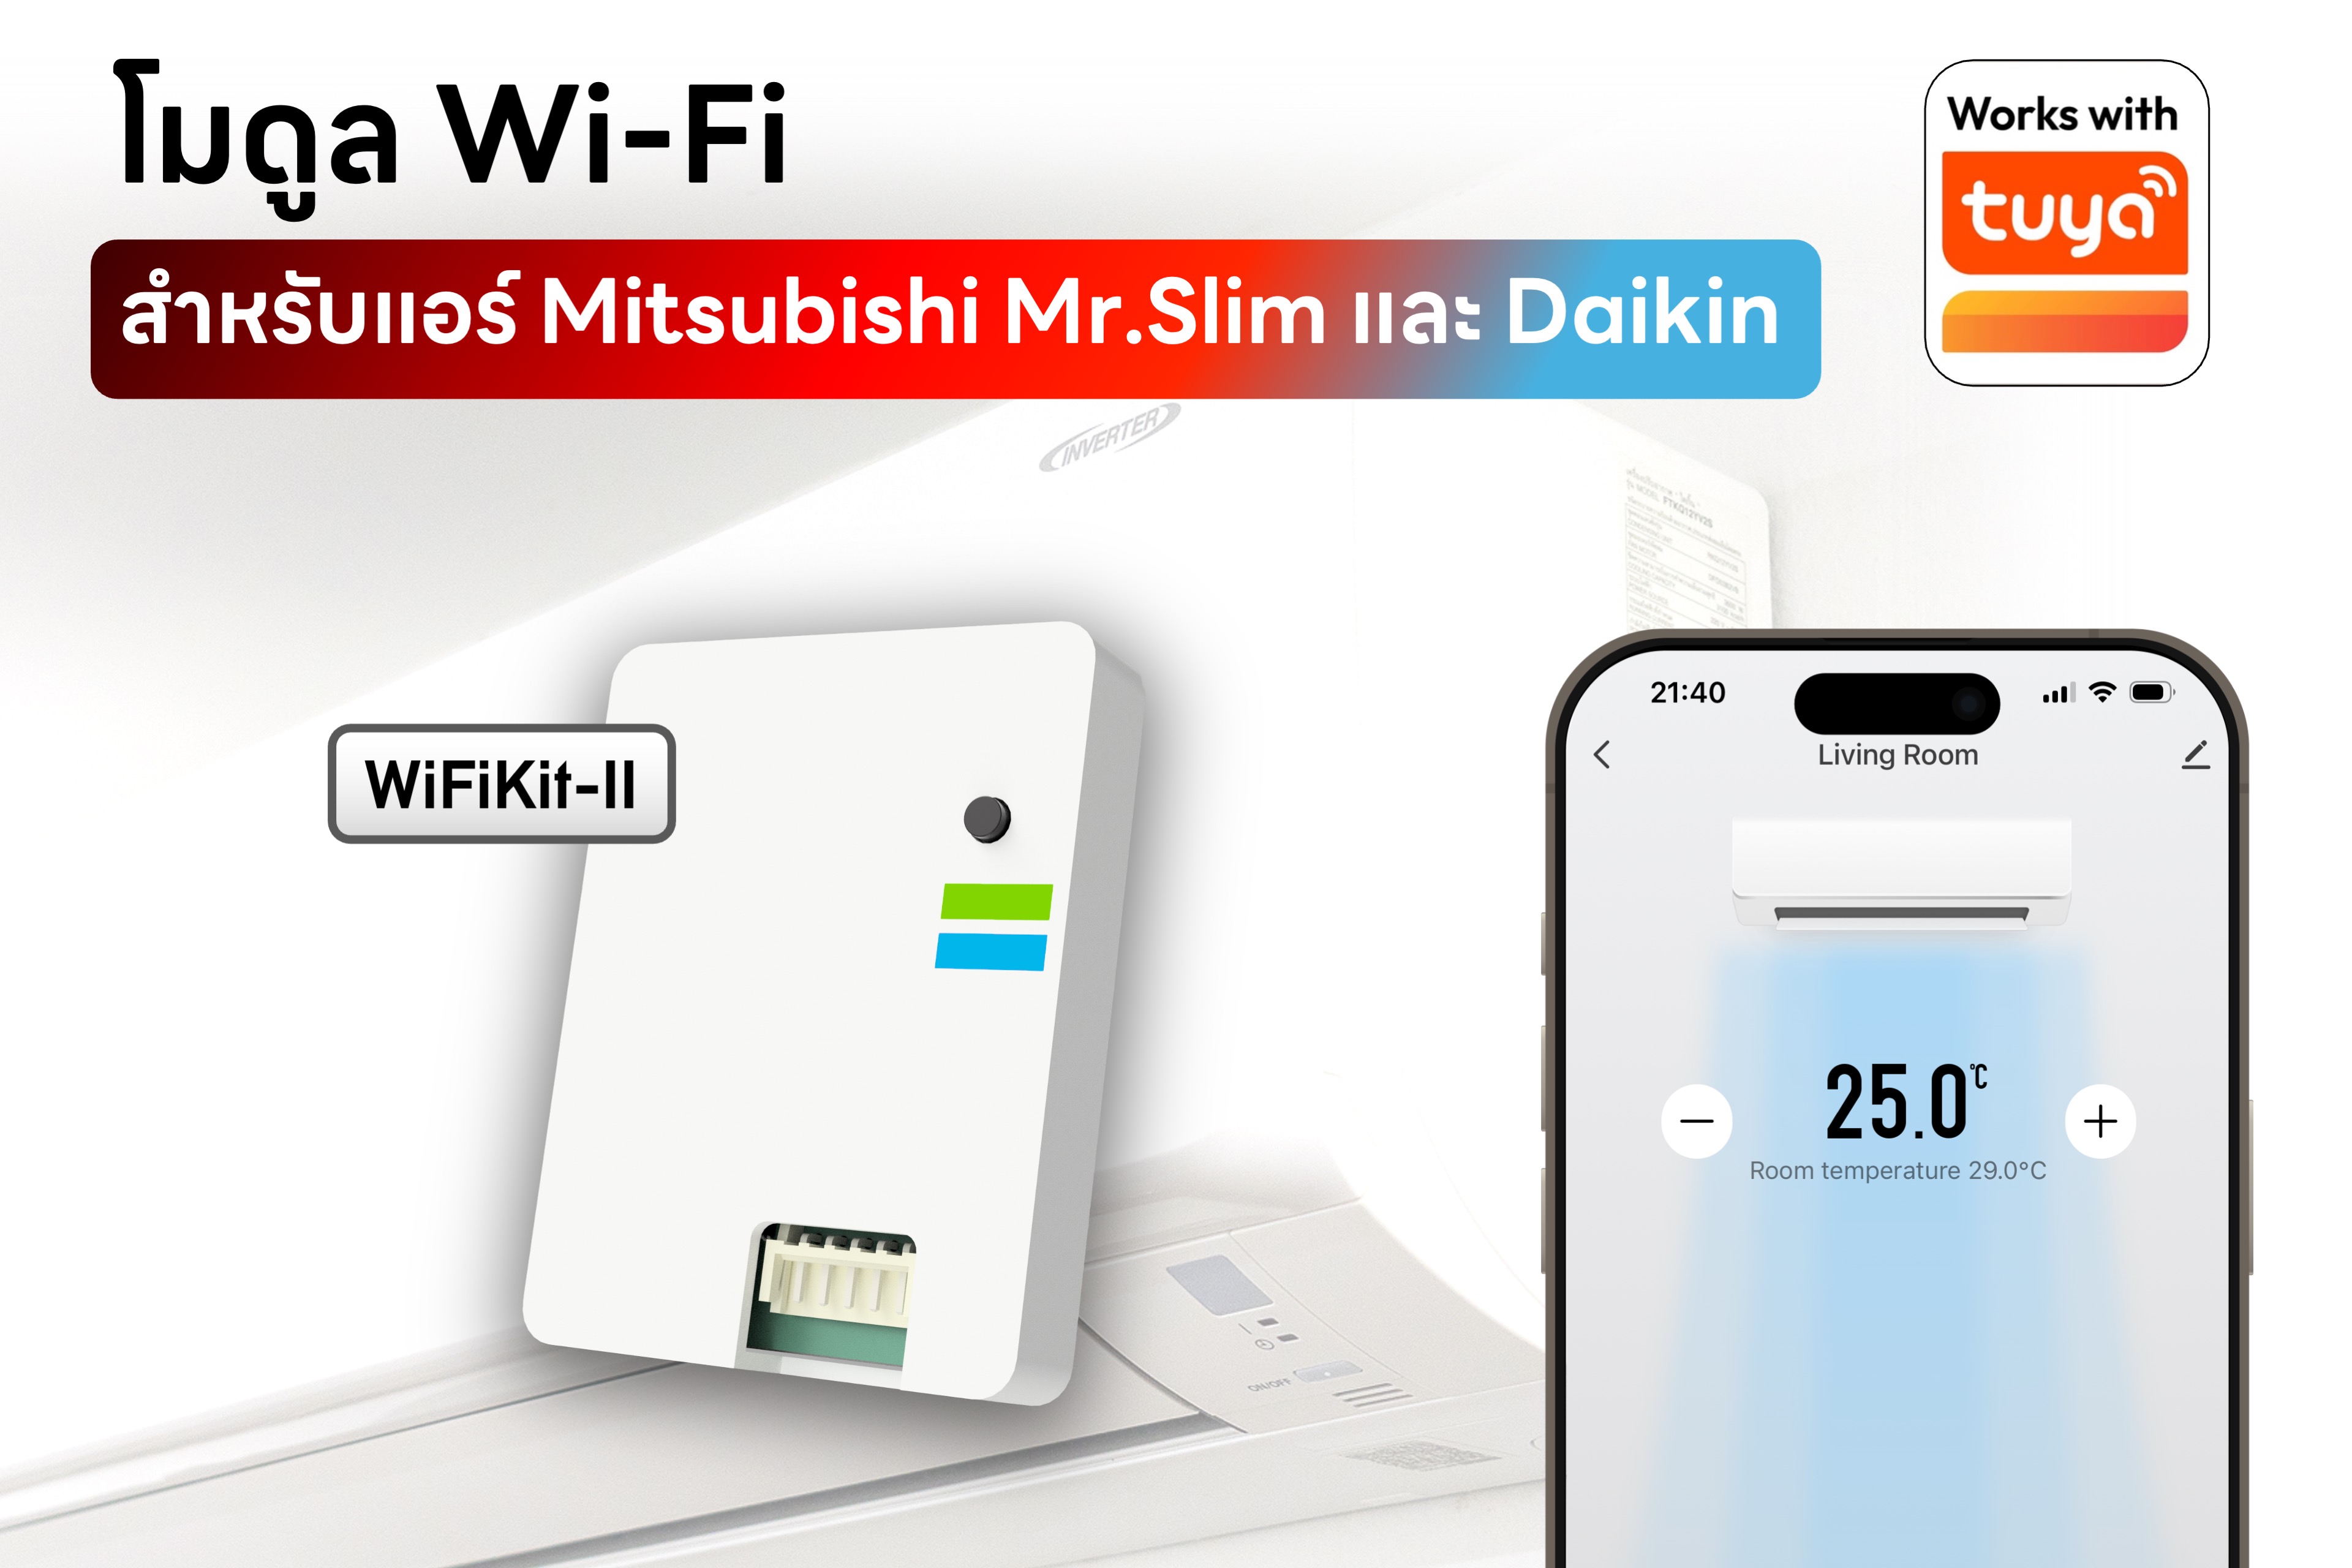 โมดูล Wi-Fi
สำหรับแอร์ Mitsubishi Mr.Slim และ Daikin
Works with
tuya
INVERTER
MODEL FTKQ12YV2S
WiFiKit-II
21:40
Living Room
25.0°C
Room temperature 29.0°C
ON/OFF